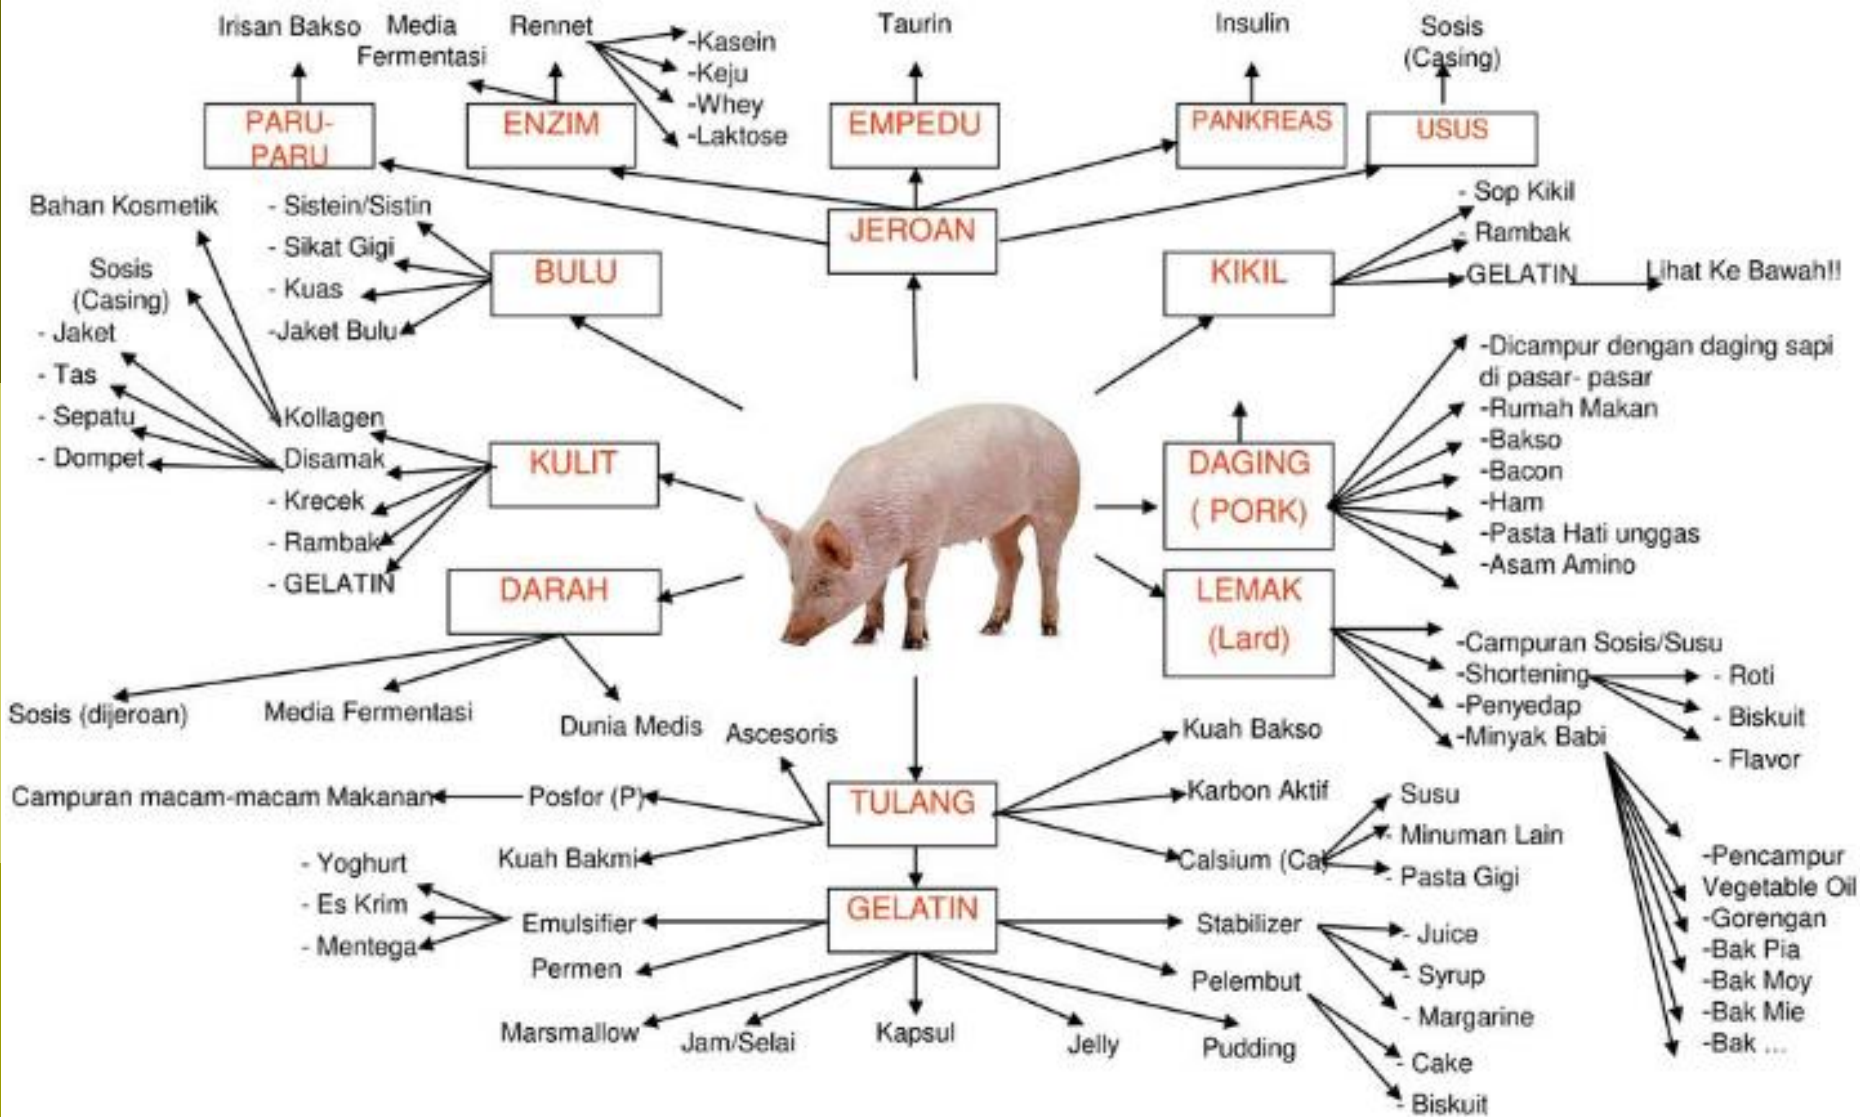 Irisan Bakso
Media
Fermentasi
Rennet
-Kasein
-Keju
-Whey
-Laktose
Taurin
Insulin
Sosis
(Casing)
PARU-
PARU
ENZIM
EMPEDU
PANKREAS
USUS
JEROAN
Bahan Kosmetik
Sosis
(Casing)
- Jaket
- Tas
- Sepatu
- Dompet
- Sistein/Sistin
- Sikat Gigi
- Kuas
-Jaket Bulu
BULU
KIKIL
- Sop Kikil
- Rambak
-GELATIN
Lihat Ke Bawah!!
-Kollagen
-Disamak
- Krecek
- Rambak
- GELATIN
KULIT
DAGING
( PORK)
-Dicampur dengan daging sapi
di pasar- pasar
-Rumah Makan
-Bakso
-Bacon
-Ham
-Pasta Hati unggas
-Asam Amino
DARAH
Sosis (dijeroan)
Media Fermentasi
Dunia Medis
LEMAK
(Lard)
-Campuran Sosis/Susu
-Shortening
-Penyedap
-Minyak Babi
- Roti
- Biskuit
- Flavor
-Pencampur
Vegetable Oil
-Gorengan
-Bak Pia
-Bak Moy
-Bak Mie
-Bak ...
Ascesoris
Campuran macam-macam Makanan
Posfor (P)
Kuah Bakmi
TULANG
Kuah Bakso
Karbon Aktif
Calsium (Ca)
- Susu
- Minuman Lain
- Pasta Gigi
GELATIN
- Yoghurt
- Es Krim
- Mentega
Emulsifier
Permen
Marsmallow
Jam/Selai
Kapsul
Jelly
Pudding
Stabilizer
- Juice
- Syrup
- Margarine
Pelembut
- Cake
- Biskuit